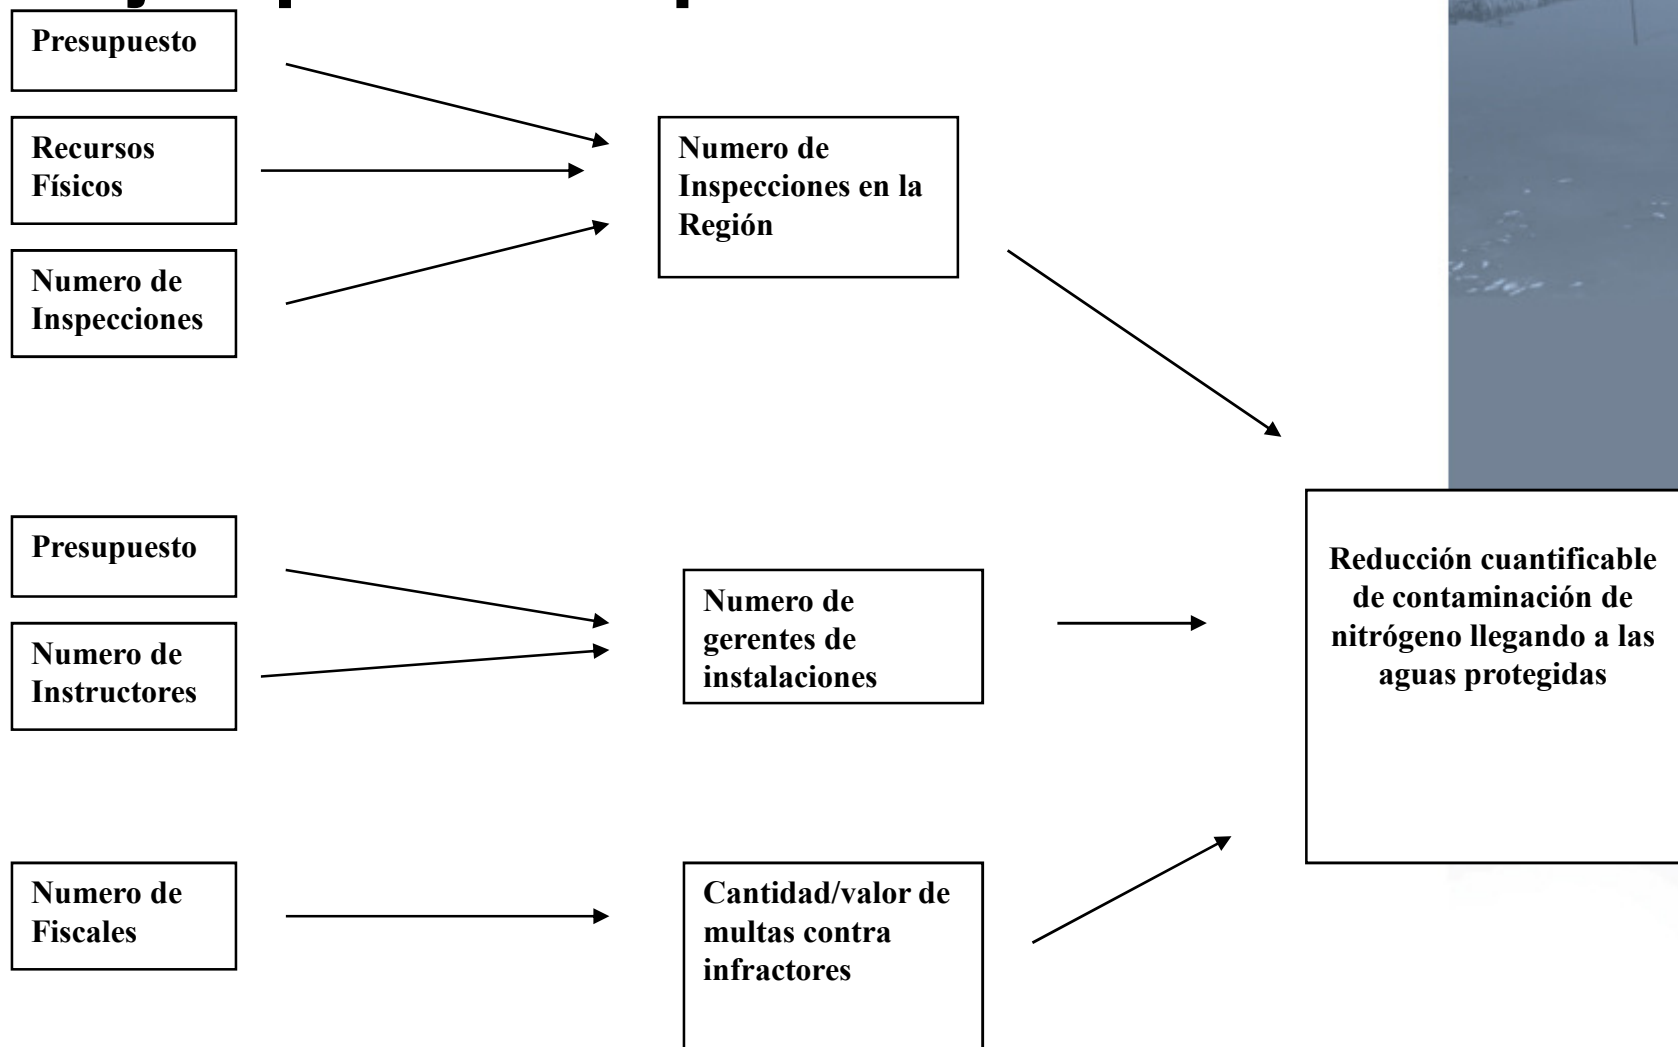 Presupuesto
Recursos
Físicos
Numero de
Inspecciones
Numero de
Inspecciones en la
Región
Presupuesto
Numero de
Instructores
Numero de
gerentes de
instalaciones
Reducción cuantificable
de contaminación de
nitrógeno llegando a las
aguas protegidas
Numero de
Fiscales
Cantidad/valor de
multas contra
infractores